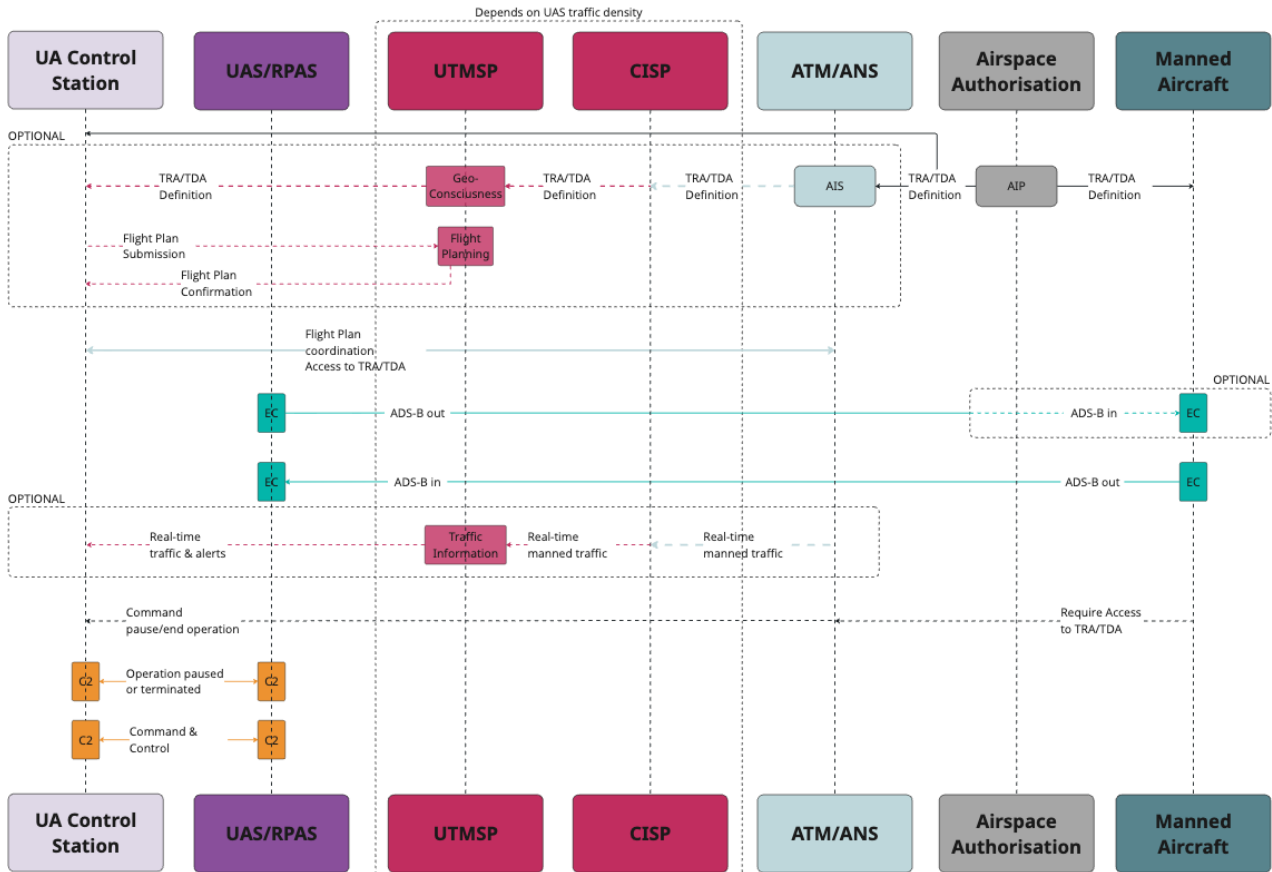 Depends on UAS traffic density
UA Control
Station
UAS/RPAS
UTMSP
CISP
ATM/ANS
Airspace
Authorisation
Manned
Aircraft
OPTIONAL
TRA/TDA
Definition
Geo-
Consciusness
TRA/TDA
Definition
TRA/TDA
Definition
AIS
TRA/TDA
Definition
AIP
TRA/TDA
Definition
Flight Plan
Submission
Flight
Planning
Flight Plan
Confirmation
Flight Plan
coordination
Access to TRA/TDA
OPTIONAL
EC
ADS-B out
ADS-B in
EC
EC
ADS-B in
ADS-B out
EC
OPTIONAL
Real-time
traffic & alerts
Traffic
Information
Real-time
manned traffic
Real-time
manned traffic
Command
pause/end operation
Require Access
to TRA/TDA
C2
Operation paused
or terminated
C2
C2
Command &
Control
C2
UA Control
Station
UAS/RPAS
UTMSP
CISP
ATM/ANS
Airspace
Authorisation
Manned
Aircraft